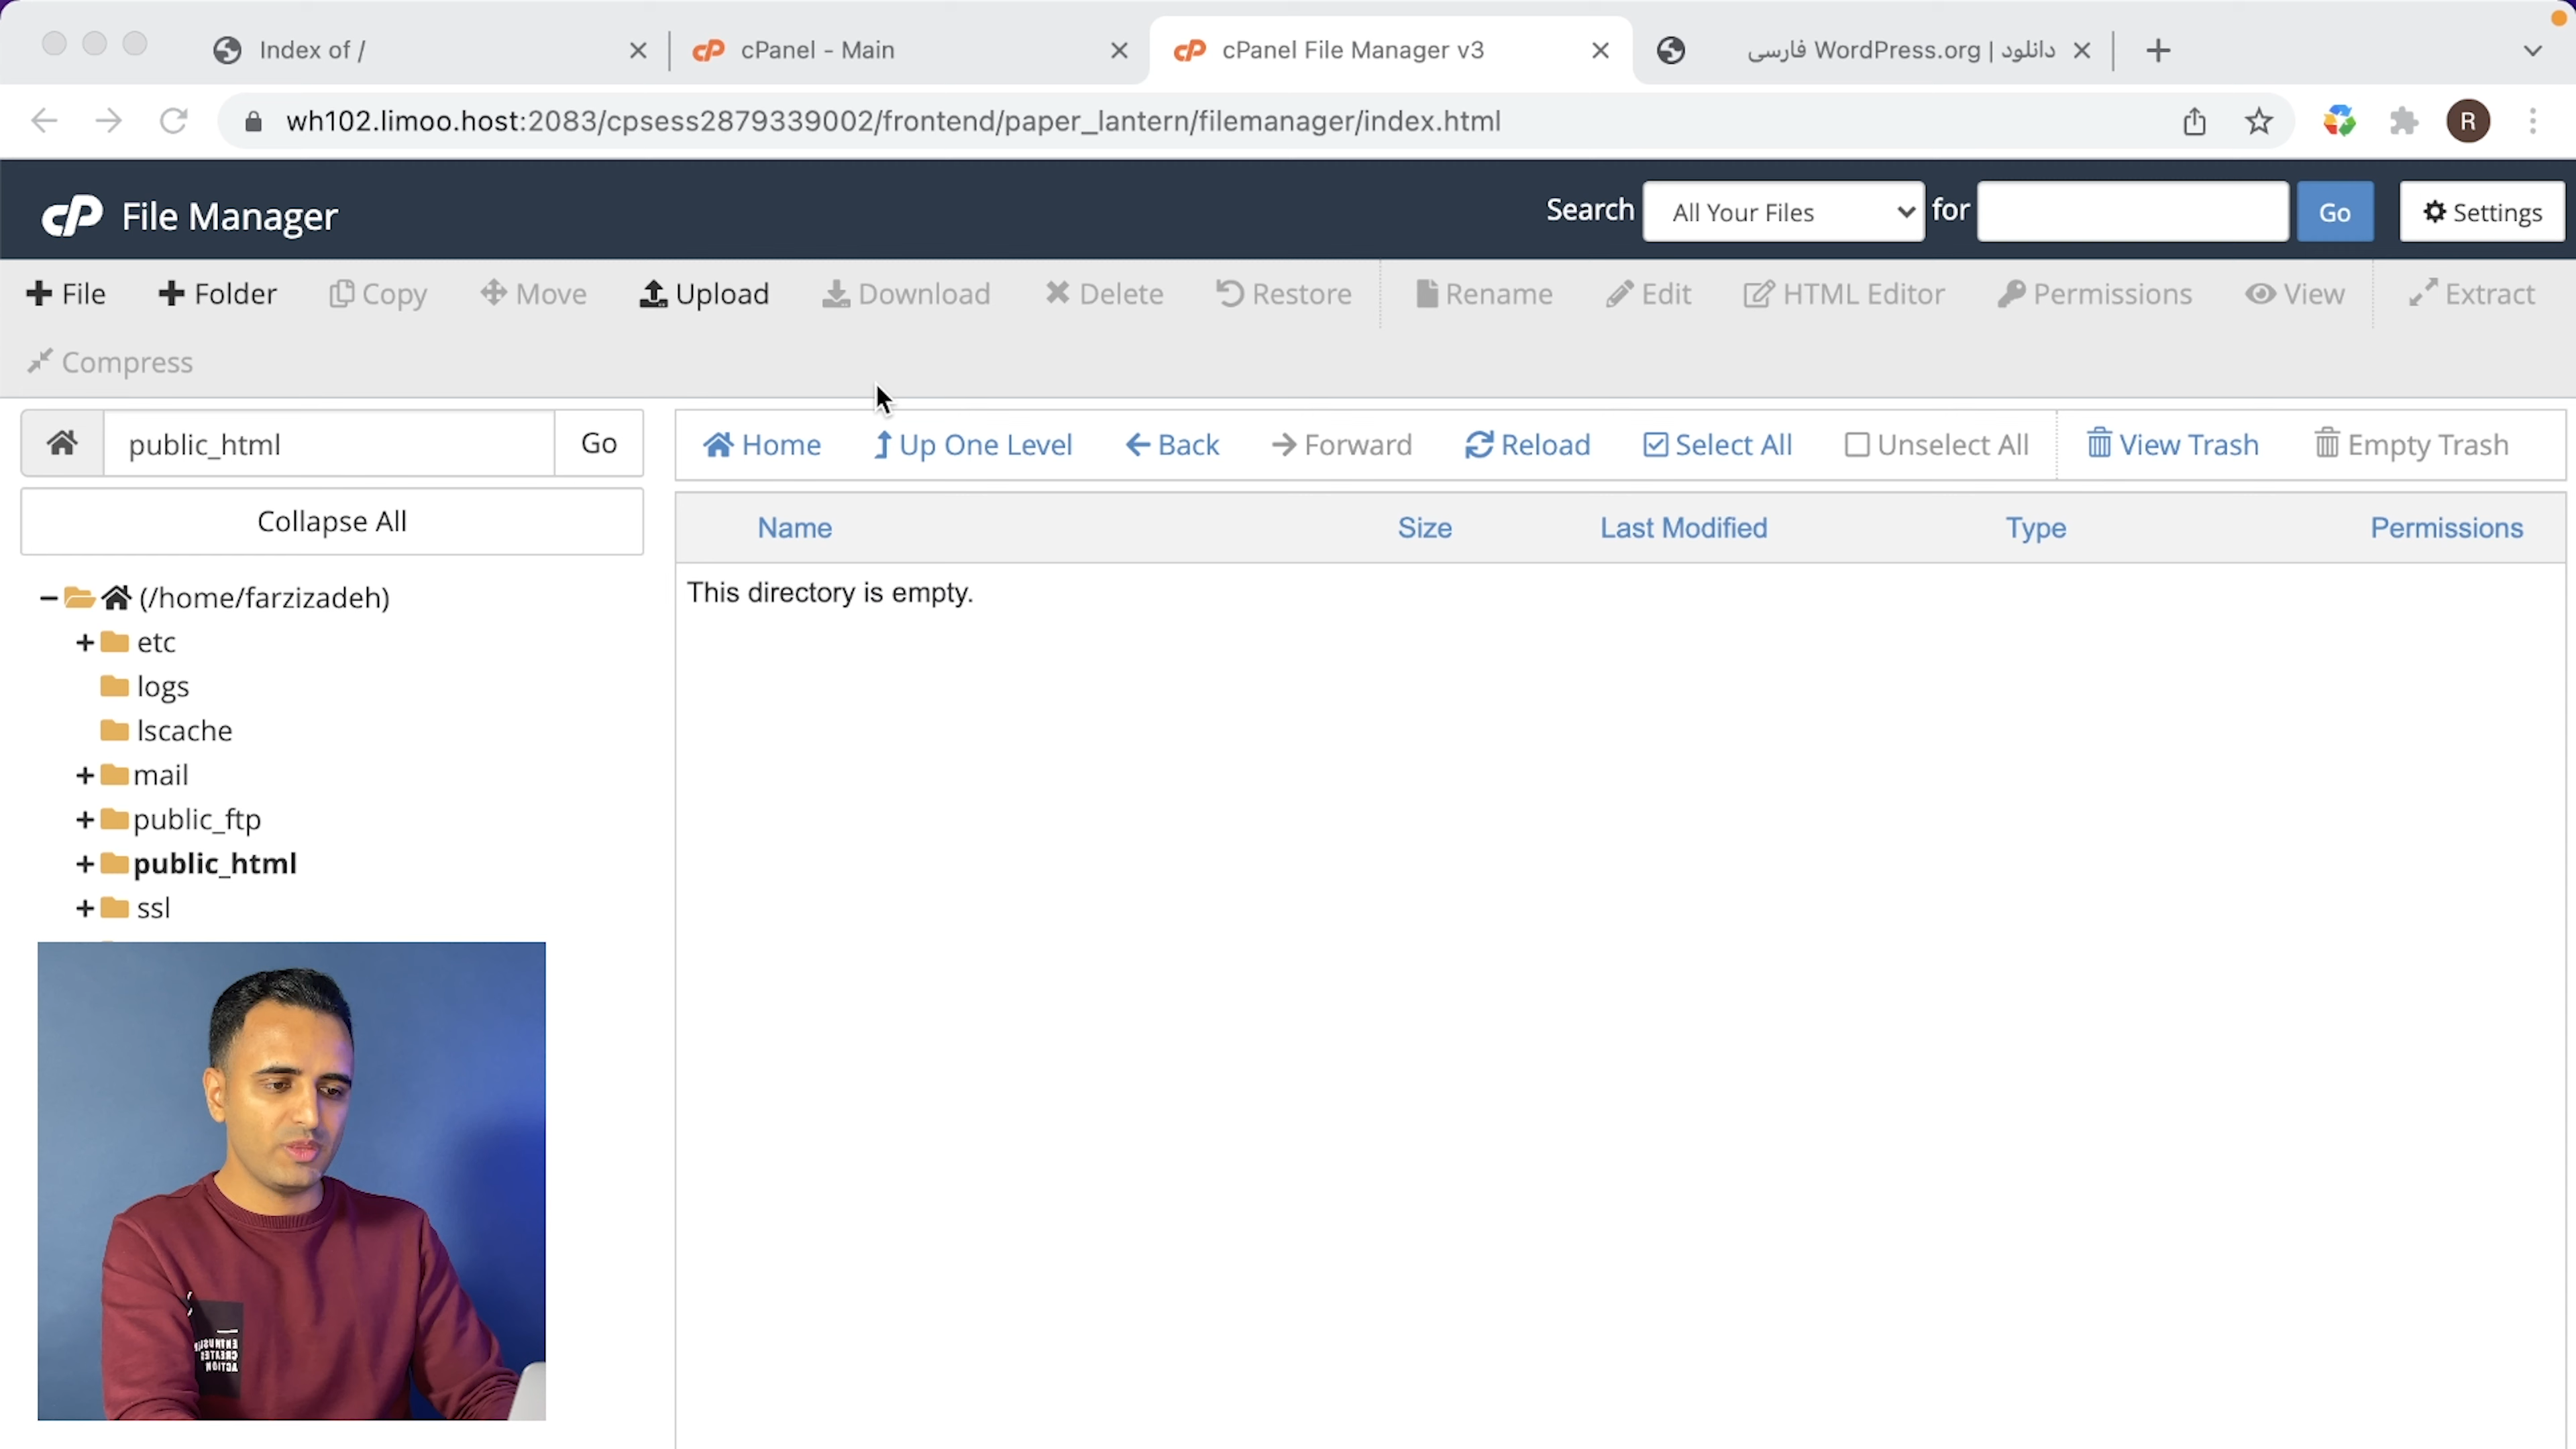 Index of /
cPanel - Main
cPanel File Manager v3
دانلود | WordPress.org فارسی
wh102.limoo.host:2083/cpsess2879339002/frontend/paper_lantern/filemanager/index.html
R
cP File Manager
Search All Your Files for Go Settings
File Folder Copy Move Upload Download Delete Restore Rename Edit HTML Editor Permissions View Extract
Compress
public_html Go
Home Up One Level Back Forward Reload Select All Unselect All View Trash Empty Trash
Collapse All
Name Size Last Modified Type Permissions
This directory is empty.
(/home/farzizadeh)
etc
logs
lscache
mail
public_ftp
public_html
ssl
ENTHUSIASM
CREATES
ACTION